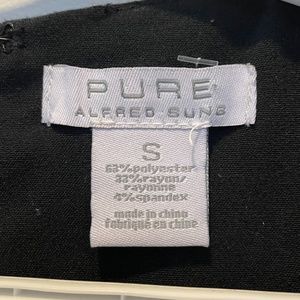 PURE
ALFRED SUNG
S
63%polyester
33%rayon/
rayonne
4%spandex
made in china
fabriqué en chine